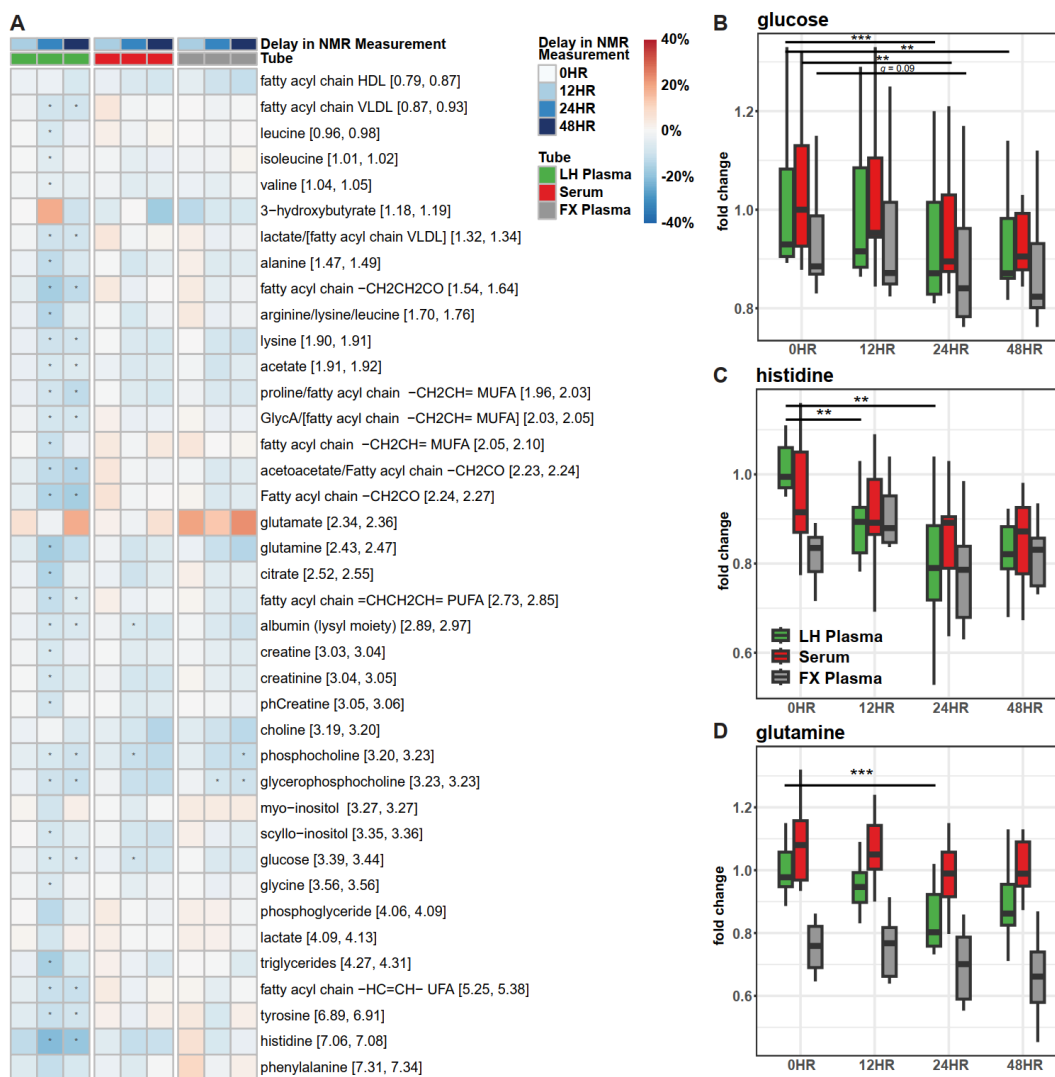 A
Delay in NMR Measurement
Tube
fatty acyl chain HDL [0.79, 0.87]
fatty acyl chain VLDL [0.87, 0.93]
leucine [0.96, 0.98]
isoleucine [1.01, 1.02]
valine [1.04, 1.05]
3−hydroxybutyrate [1.18, 1.19]
lactate/[fatty acyl chain VLDL] [1.32, 1.34]
alanine [1.47, 1.49]
fatty acyl chain −CH2CH2CO [1.54, 1.64]
arginine/lysine/leucine [1.70, 1.76]
lysine [1.90, 1.91]
acetate [1.91, 1.92]
proline/fatty acyl chain −CH2CH= MUFA [1.96, 2.03]
GlycA/[fatty acyl chain −CH2CH= MUFA] [2.03, 2.05]
fatty acyl chain −CH2CH= MUFA [2.05, 2.10]
acetoacetate/Fatty acyl chain −CH2CO [2.23, 2.24]
Fatty acyl chain −CH2CO [2.24, 2.27]
glutamate [2.34, 2.36]
glutamine [2.43, 2.47]
citrate [2.52, 2.55]
fatty acyl chain =CHCH2CH= PUFA [2.73, 2.85]
albumin (lysyl moiety) [2.89, 2.97]
creatine [3.03, 3.04]
creatinine [3.04, 3.05]
phCreatine [3.05, 3.06]
choline [3.19, 3.20]
phosphocholine [3.20, 3.23]
glycerophosphocholine [3.23, 3.23]
myo−inositol [3.27, 3.27]
scyllo−inositol [3.35, 3.36]
glucose [3.39, 3.44]
glycine [3.56, 3.56]
phosphoglyceride [4.06, 4.09]
lactate [4.09, 4.13]
triglycerides [4.27, 4.31]
fatty acyl chain −HC=CH− UFA [5.25, 5.38]
tyrosine [6.89, 6.91]
histidine [7.06, 7.08]
phenylalanine [7.31, 7.34]
Delay in NMR
Measurement
0HR
12HR
24HR
48HR
Tube
LH Plasma
Serum
FX Plasma
40%
20%
0%
-20%
-40%
B
glucose
***
**
**
q = 0.09
fold change
1.2
1.0
0.8
0HR
12HR
24HR
48HR
C
histidine
**
**
fold change
1.0
0.8
0.6
LH Plasma
Serum
FX Plasma
0HR
12HR
24HR
48HR
D
glutamine
***
fold change
1.2
1.0
0.8
0.6
0HR
12HR
24HR
48HR